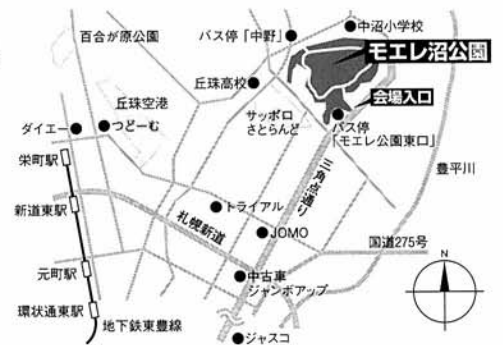 百合が原公園
バス停「中野」
中沼小学校
モエレ沼公園
丘珠高校
会場入口
丘珠空港
つどーむ
ダイエー
サッポロ
さとらんど
バス停
「モエレ公園東口」
栄町駅
三角点通り
豊平川
新道東駅
トライアル
札幌新道
JOMO
国道275号
元町駅
中古車
ジャンボアップ
環状通東駅
地下鉄東豊線
ジャスコ
N